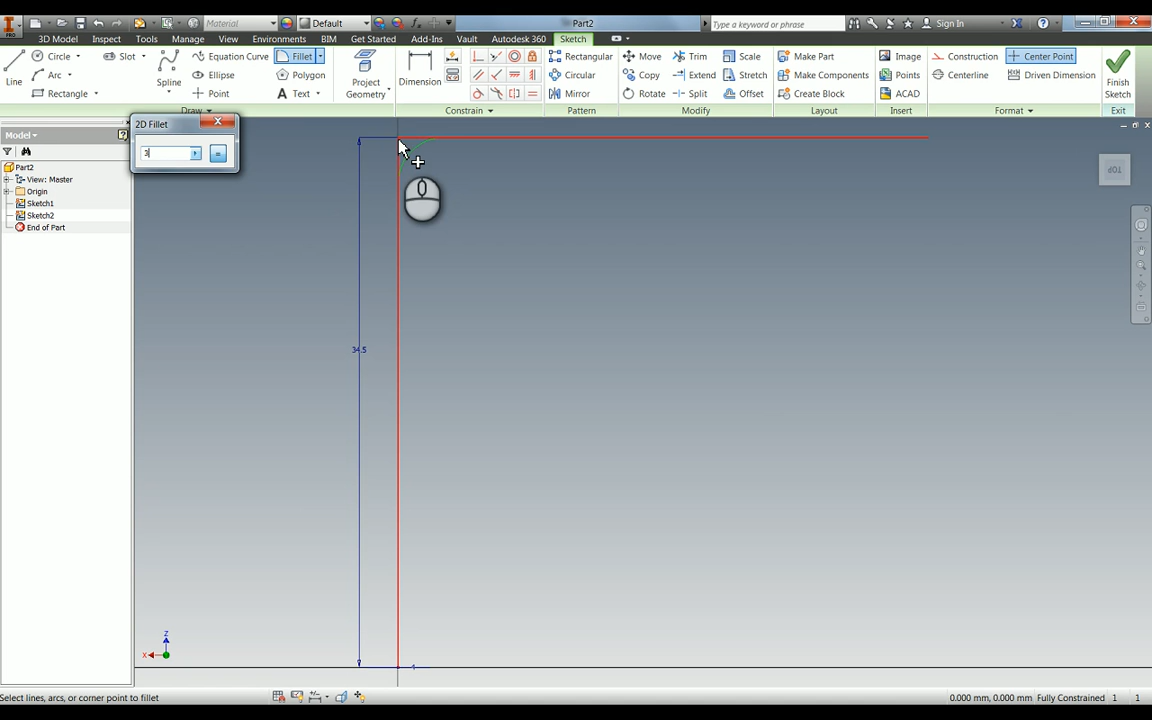 PRO
Material
Default
Part2
Type a keyword or phrase
Sign In
3D Model Inspect Tools Manage View Environments BIM Get Started Add-Ins Vault Autodesk 360 Sketch
Line
Circle
Arc
Rectangle
Slot
Spline
Equation Curve
Ellipse
Point
Fillet
Polygon
Text
Project
Geometry
Dimension
Rectangular
Circular
Mirror
Move
Copy
Rotate
Trim
Extend
Split
Scale
Stretch
Offset
Make Part
Make Components
Create Block
Image
Points
ACAD
Construction
Centerline
Center Point
Driven Dimension
Finish
Sketch
Draw Constrain Pattern Modify Layout Insert Format Exit
2D Fillet
3
Model
Part2
View: Master
Origin
Sketch1
Sketch2
End of Part
TOP
34.5
Z
X
Select lines, arcs, or corner point to fillet
0.000 mm, 0.000 mm Fully Constrained 1 1